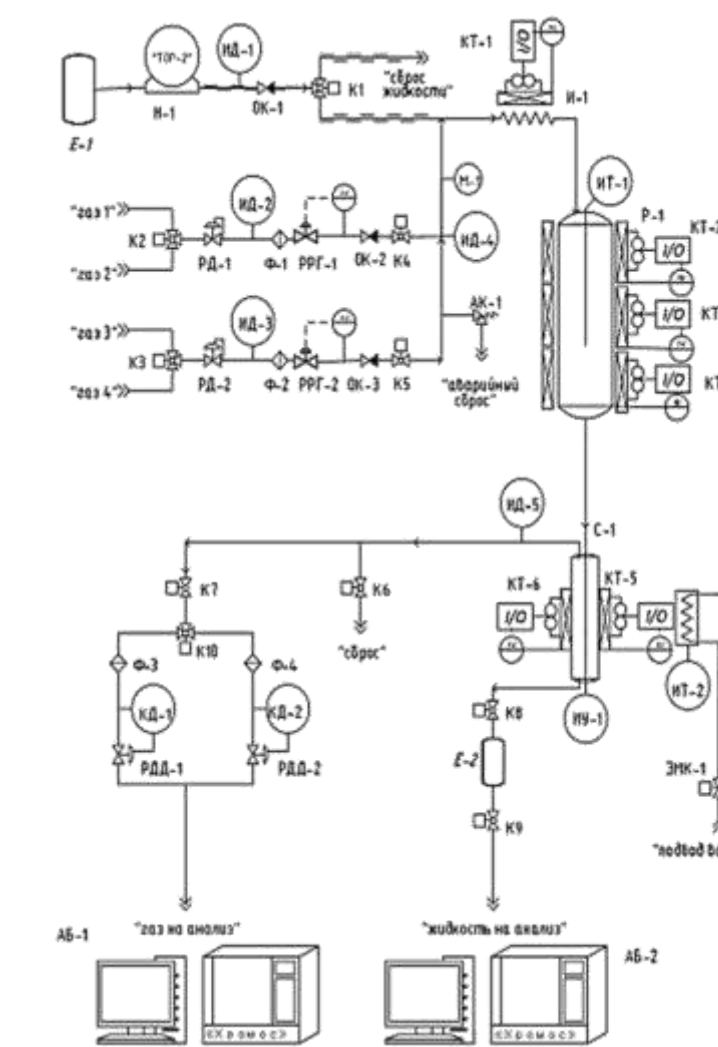 КТ-1
О/I
"ТОР-2"
ИД-1
К1
"сброс
жидкости"
И-1
Н-1
ОК-1
Е-1
ИТ-1
М-1
Р-1
"газ 1"
ИД-2
К2
ИД-4
I/O
РД-1
Ф-1
РРГ-1
ОК-2
К4
"газ 2"
АК-1
"газ 3"
ИД-3
I/O
К3
РД-2
Ф-2
РРГ-2
ОК-3
К5
"газ 4"
"аварийный
сброс"
I/O
ИД-5
С-1
К7
К6
КТ-6
КТ-5
I/O
I/O
"сброс"
К10
Ф-3
Ф-4
ИТ-2
КД-1
КД-2
К8
ИУ-1
РДД-1
РДД-2
Е-2
ЭМК-1
К9
"газ на анализ"
"жидкость на анализ"
АБ-1
АБ-2
«Хромос»
«Хромос»